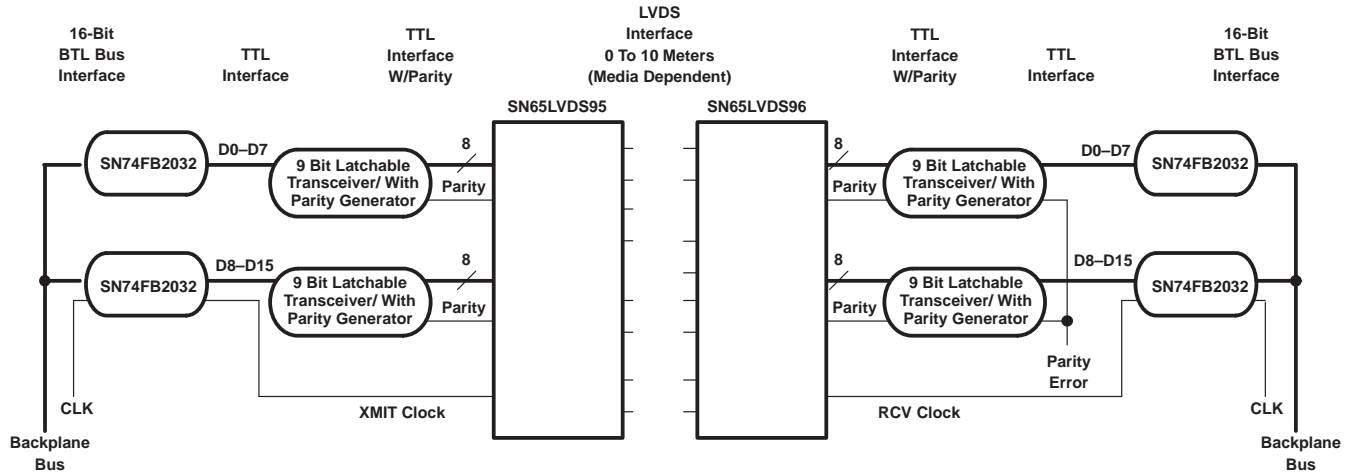 LVDS
Interface
0 To 10 Meters
(Media Dependent)
16-Bit
BTL Bus
Interface
TTL
Interface
TTL
Interface
W/Parity
TTL
Interface
W/Parity
TTL
Interface
16-Bit
BTL Bus
Interface
SN65LVDS95
SN65LVDS96
SN74FB2032
D0–D7
9 Bit Latchable
Transceiver/ With
Parity Generator
8
Parity
8
Parity
9 Bit Latchable
Transceiver/ With
Parity Generator
D0–D7
SN74FB2032
SN74FB2032
D8–D15
9 Bit Latchable
Transceiver/ With
Parity Generator
8
Parity
8
Parity
9 Bit Latchable
Transceiver/ With
Parity Generator
D8–D15
SN74FB2032
Parity
Error
CLK
XMIT Clock
RCV Clock
CLK
Backplane
Bus
Backplane
Bus